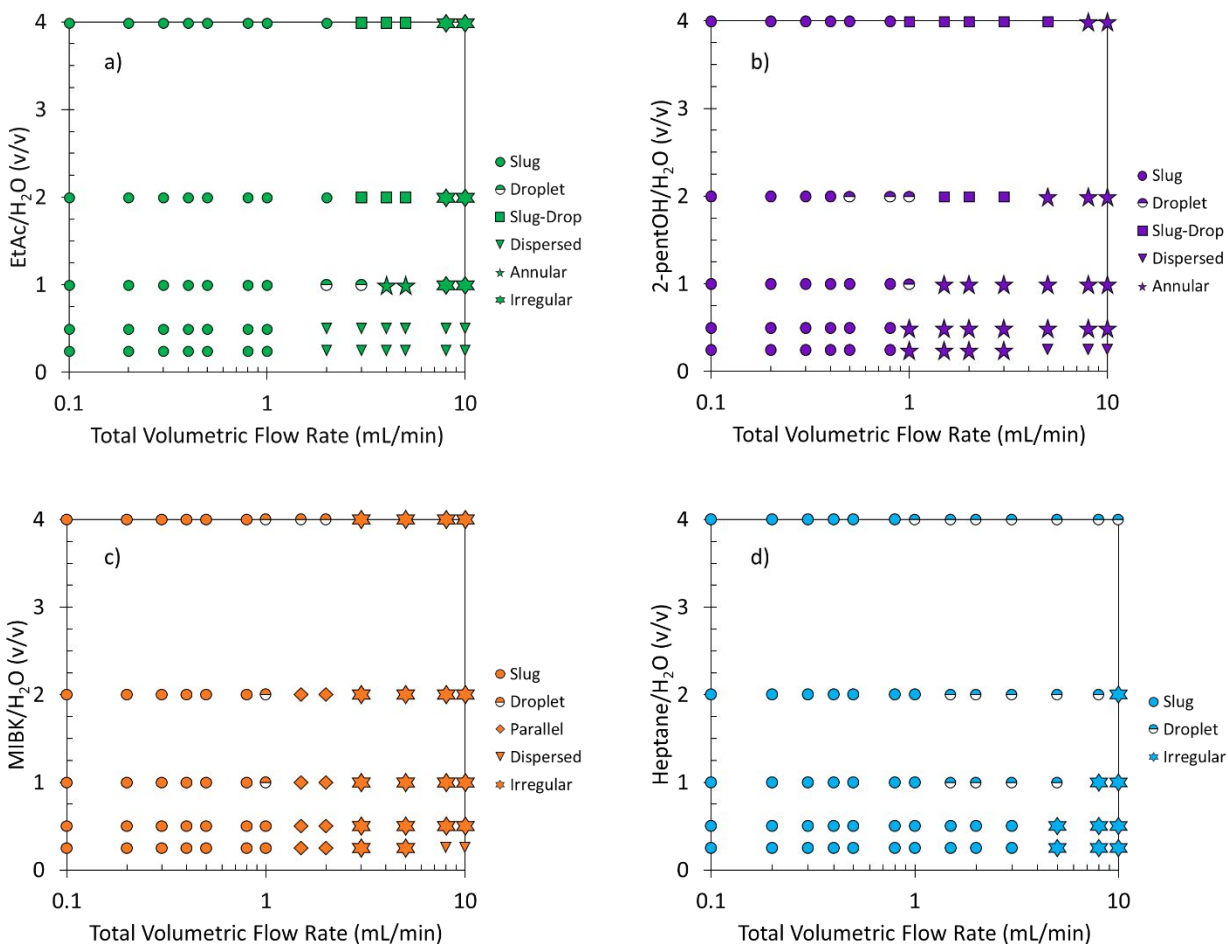 a)
EtAc/H2O (v/v)
4
3
2
1
0
0.1
1
10
Total Volumetric Flow Rate (mL/min)
Slug
Droplet
Slug-Drop
Dispersed
Annular
Irregular
b)
2-pentOH/H2O (v/v)
4
3
2
1
0
0.1
1
10
Total Volumetric Flow Rate (mL/min)
Slug
Droplet
Slug-Drop
Dispersed
Annular
c)
MIBK/H2O (v/v)
4
3
2
1
0
0.1
1
10
Total Volumetric Flow Rate (mL/min)
Slug
Droplet
Parallel
Dispersed
Irregular
d)
Heptane/H2O (v/v)
4
3
2
1
0
0.1
1
10
Total Volumetric Flow Rate (mL/min)
Slug
Droplet
Irregular